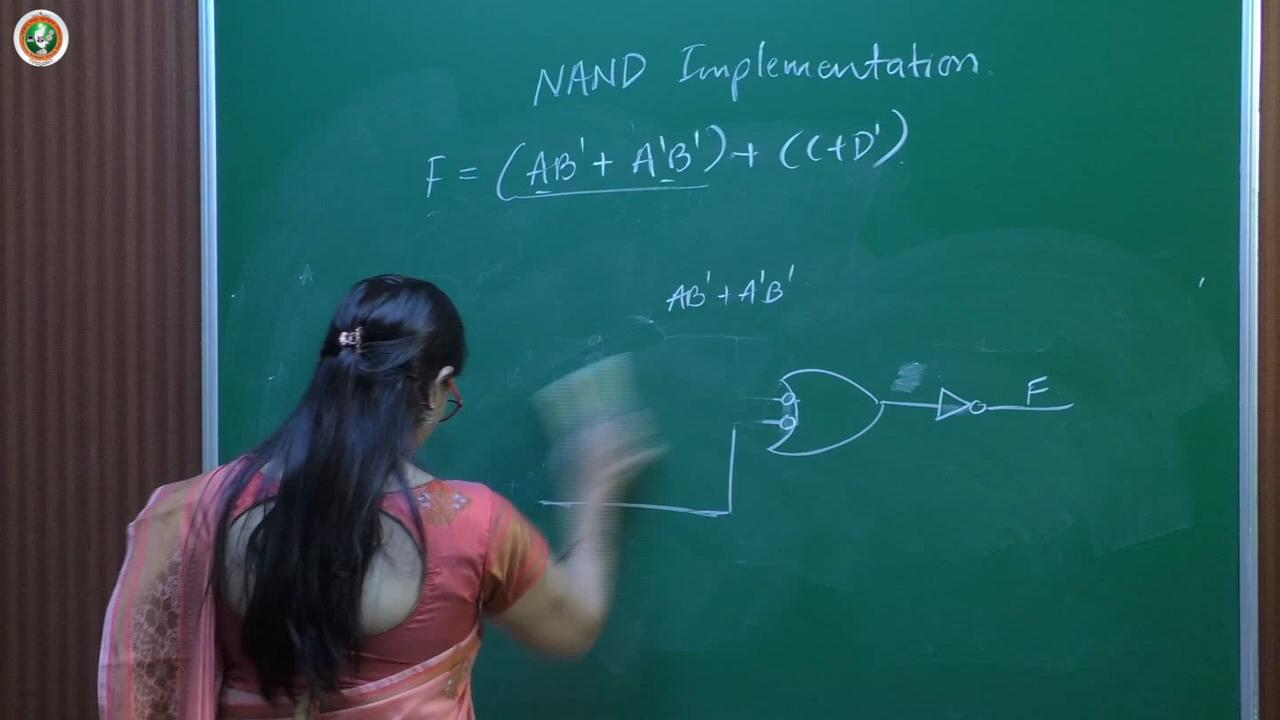 NAND Implementation.
F = (AB' + A'B') + (C+D')
AB' + A'B'
F